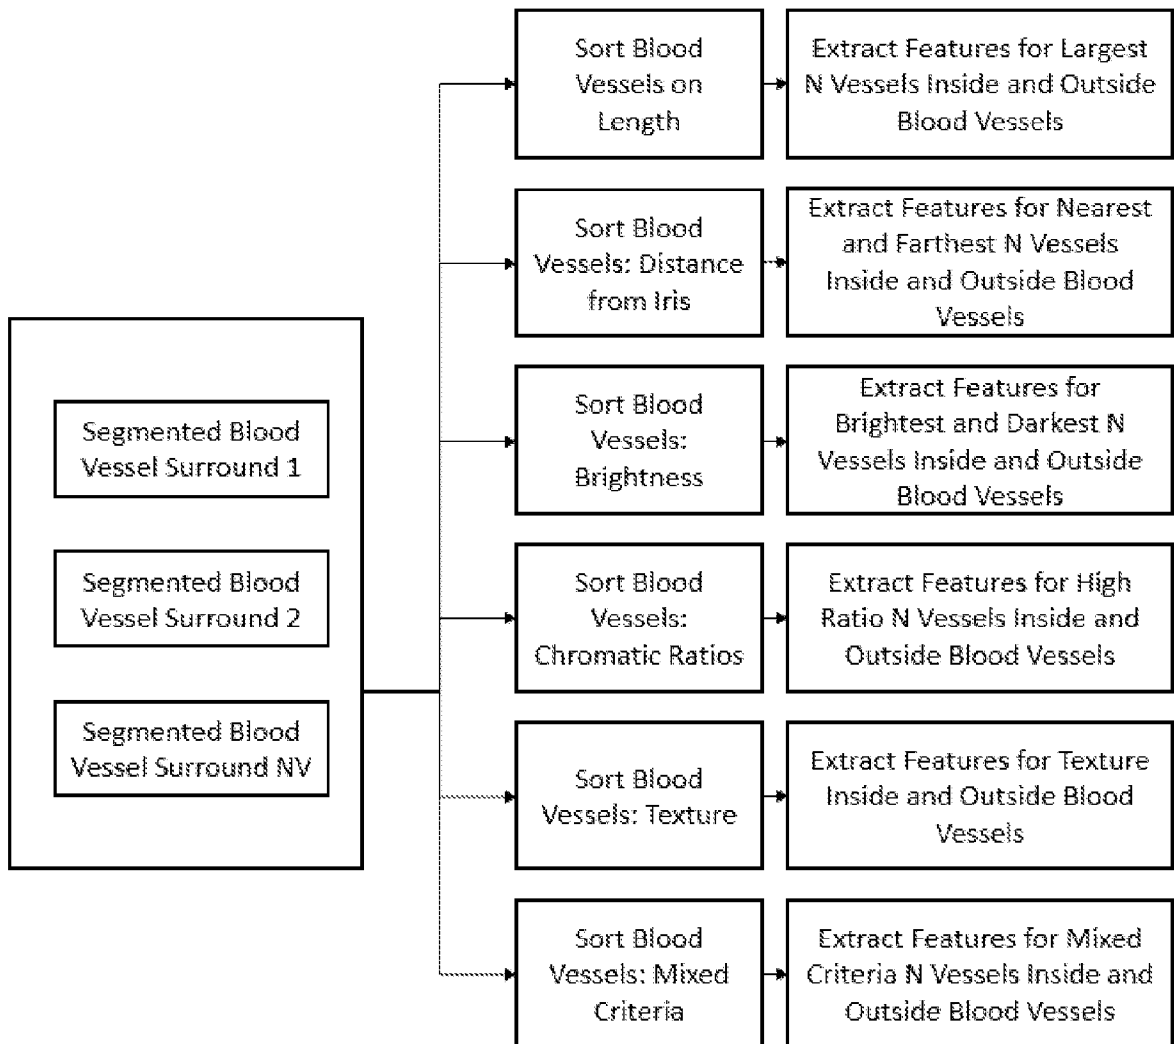 Segmented Blood
Vessel Surround 1
Segmented Blood
Vessel Surround 2
Segmented Blood
Vessel Surround NV
Sort Blood
Vessels on
Length
Extract Features for Largest
N Vessels Inside and Outside
Blood Vessels
Sort Blood
Vessels: Distance
from Iris
Extract Features for Nearest
and Farthest N Vessels
Inside and Outside Blood
Vessels
Sort Blood
Vessels:
Brightness
Extract Features for
Brightest and Darkest N
Vessels Inside and Outside
Blood Vessels
Sort Blood
Vessels:
Chromatic Ratios
Extract Features for High
Ratio N Vessels Inside and
Outside Blood Vessels
Sort Blood
Vessels: Texture
Extract Features for Texture
Inside and Outside Blood
Vessels
Sort Blood
Vessels: Mixed
Criteria
Extract Features for Mixed
Criteria N Vessels Inside and
Outside Blood Vessels